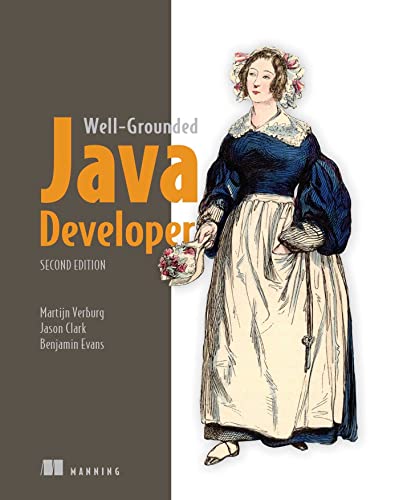 Well-Grounded
Java
Developer
SECOND EDITION
Martijn Verburg
Jason Clark
Benjamin Evans
MANNING